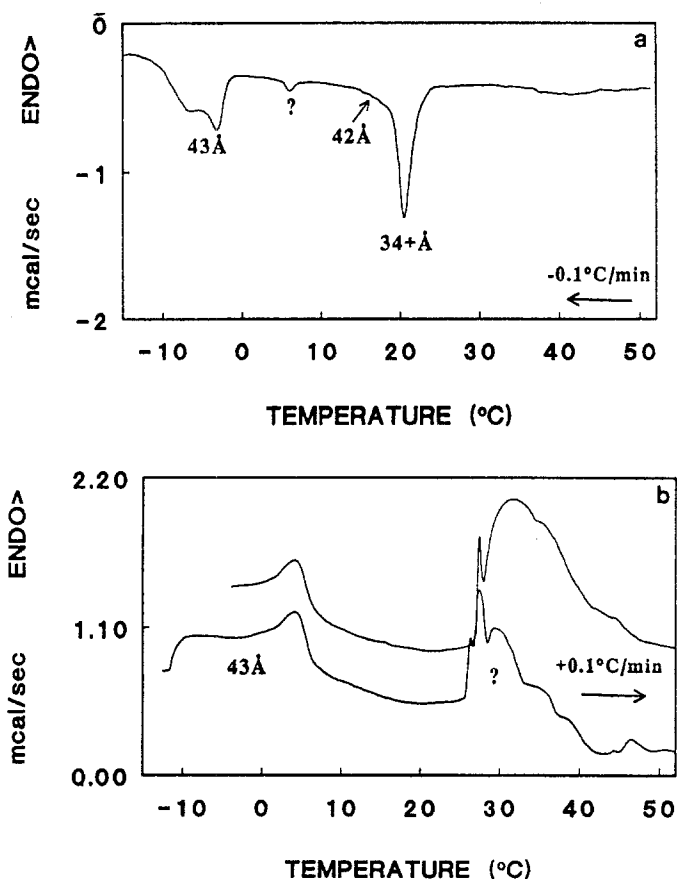 0
a
ENDO>
mcal/sec
43Å
?
42Å
34+Å
-0.1°C/min
-1
-2
-10 0 10 20 30 40 50
TEMPERATURE (°C)
2.20
b
ENDO>
1.10
mcal/sec
43Å
?
+0.1°C/min
0.00
-10 0 10 20 30 40 50
TEMPERATURE (°C)